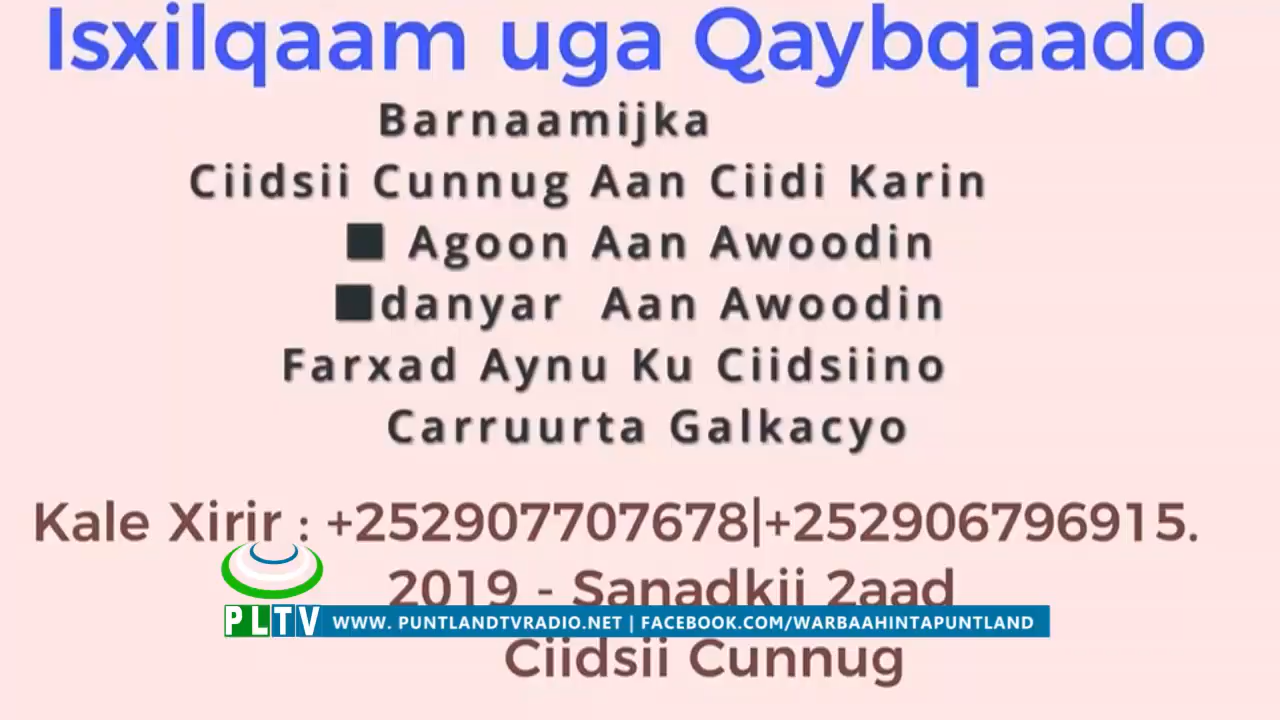 Isxilqaam uga Qaybqaado
Barnaamijka
Ciidsii Cunnug Aan Ciidi Karin
■ Agoon Aan Awoodin
■danyar Aan Awoodin
Farxad Aynu Ku Ciidsiino
Carruurta Galkacyo
Kale Xirir : +252907707678|+252906796915.
2019 - Sanadkii 2aad
PLTV WWW. PUNTLANDTVRADIO.NET | FACEBOOK.COM/WARBAAHINTAPUNTLAND
Ciidsii Cunnug